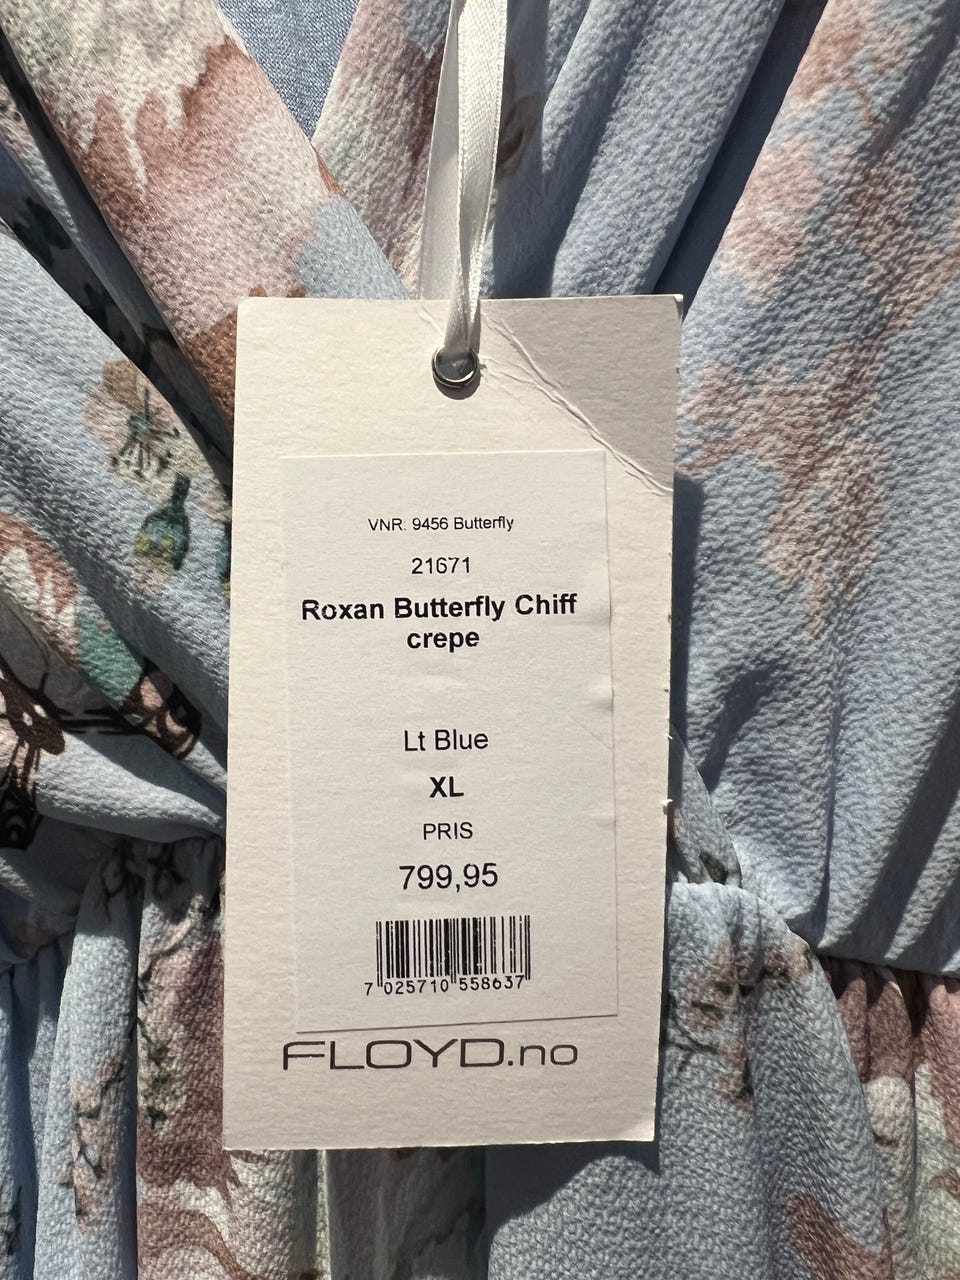 VNR: 9456 Butterfly
21671
Roxan Butterfly Chiff
crepe
Lt Blue
XL
PRIS
799,95
7 025710 558637
FLOYD.no